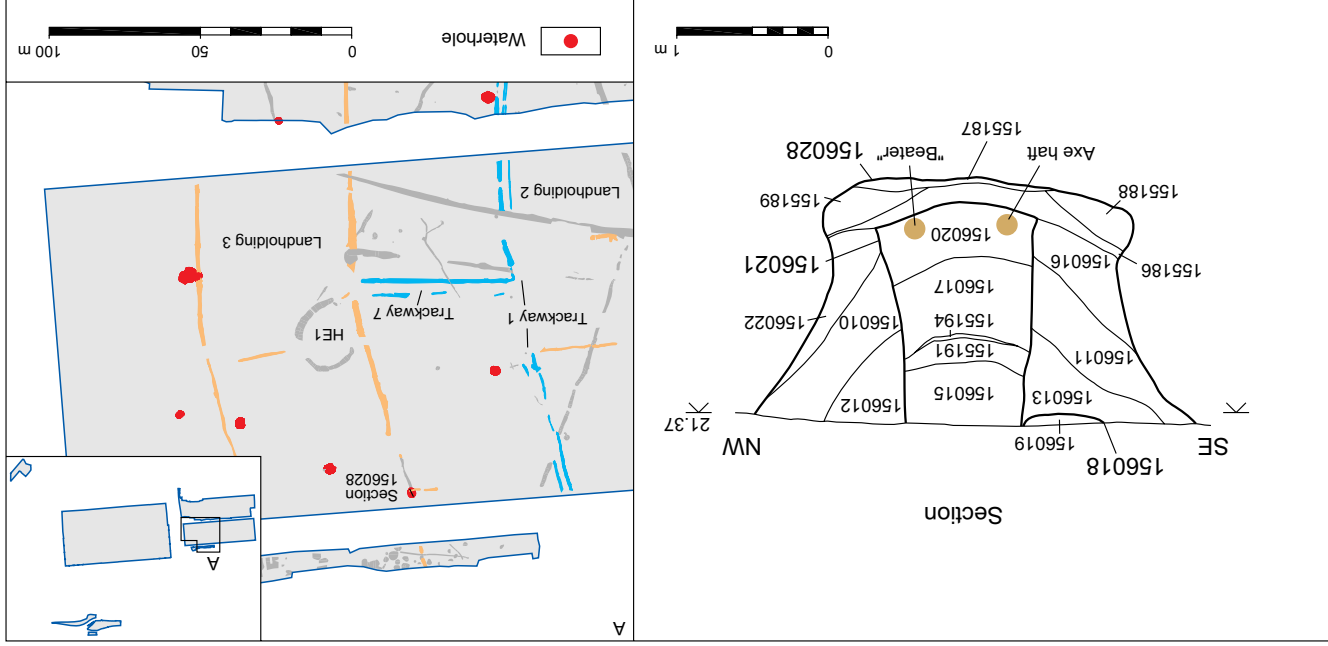 Section
SE
NW
156018
156019
21.37
156013
156015
156012
156011
155191
155194
156010
156022
156017
156016
156020
156021
155186
155188
155189
Axe haft
"Beater"
155187
156028
0
1 m
A
A
Section
156028
Trackway 1
Trackway 7
HE1
Landholding 2
Landholding 3
Waterhole
0
50
100 m